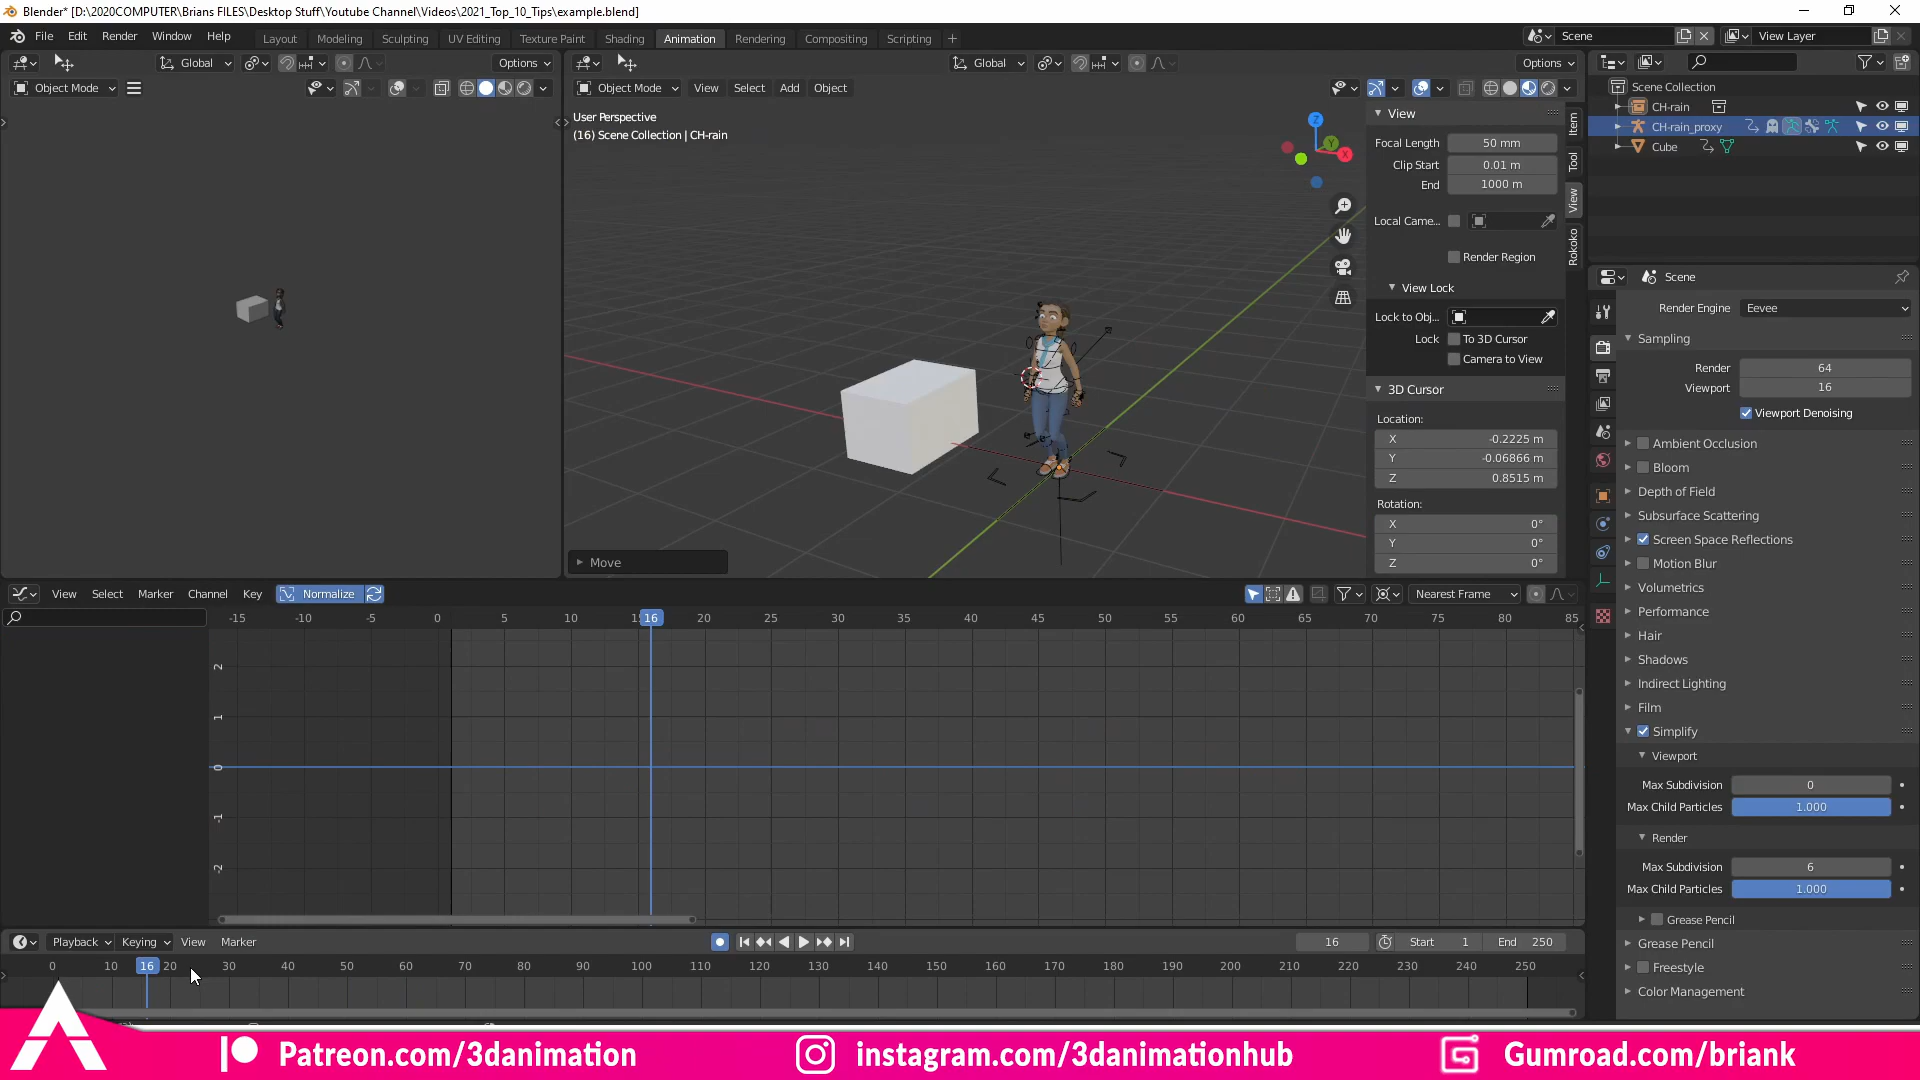 Blender* [D:\2020COMPUTER\Brians FILES\Desktop Stuff\Youtube Channel\Videos\2021_Top_10_Tips\example.blend]
File Edit Render Window Help Layout Modeling Sculpting UV Editing Texture Paint Shading Animation Rendering Compositing Scripting + Scene View Layer
Global Options Global Options
Object Mode Object Mode View Select Add Object
User Perspective
(16) Scene Collection | CH-rain
Move
View
Focal Length 50 mm
Clip Start 0.01 m
End 1000 m
Local Came...
Render Region
View Lock
Lock to Obj...
Lock To 3D Cursor
Camera to View
3D Cursor
Location:
X -0.2225 m
Y -0.06866 m
Z 0.8515 m
Rotation:
X 0°
Y 0°
Z 0°
Item
Tool
View
Rokoko
Scene Collection
CH-rain
CH-rain_proxy
Cube
Scene
Render Engine Eevee
Sampling
Render 64
Viewport 16
Viewport Denoising
Ambient Occlusion
Bloom
Depth of Field
Subsurface Scattering
Screen Space Reflections
Motion Blur
Volumetrics
Performance
Hair
Shadows
Indirect Lighting
Film
Simplify
Viewport
Max Subdivision 0
Max Child Particles 1.000
Render
Max Subdivision 6
Max Child Particles 1.000
Grease Pencil
Grease Pencil
Freestyle
Color Management
View Select Marker Channel Key Normalize Nearest Frame
-15 -10 -5 0 5 10 16 20 25 30 35 40 45 50 55 60 65 70 75 80 85
2
1
0
-1
-2
Playback Keying View Marker 16 Start 1 End 250
0 10 16 20 30 40 50 60 70 80 90 100 110 120 130 140 150 160 170 180 190 200 210 220 230 240 250
Patreon.com/3danimation instagram.com/3danimationhub Gumroad.com/briank